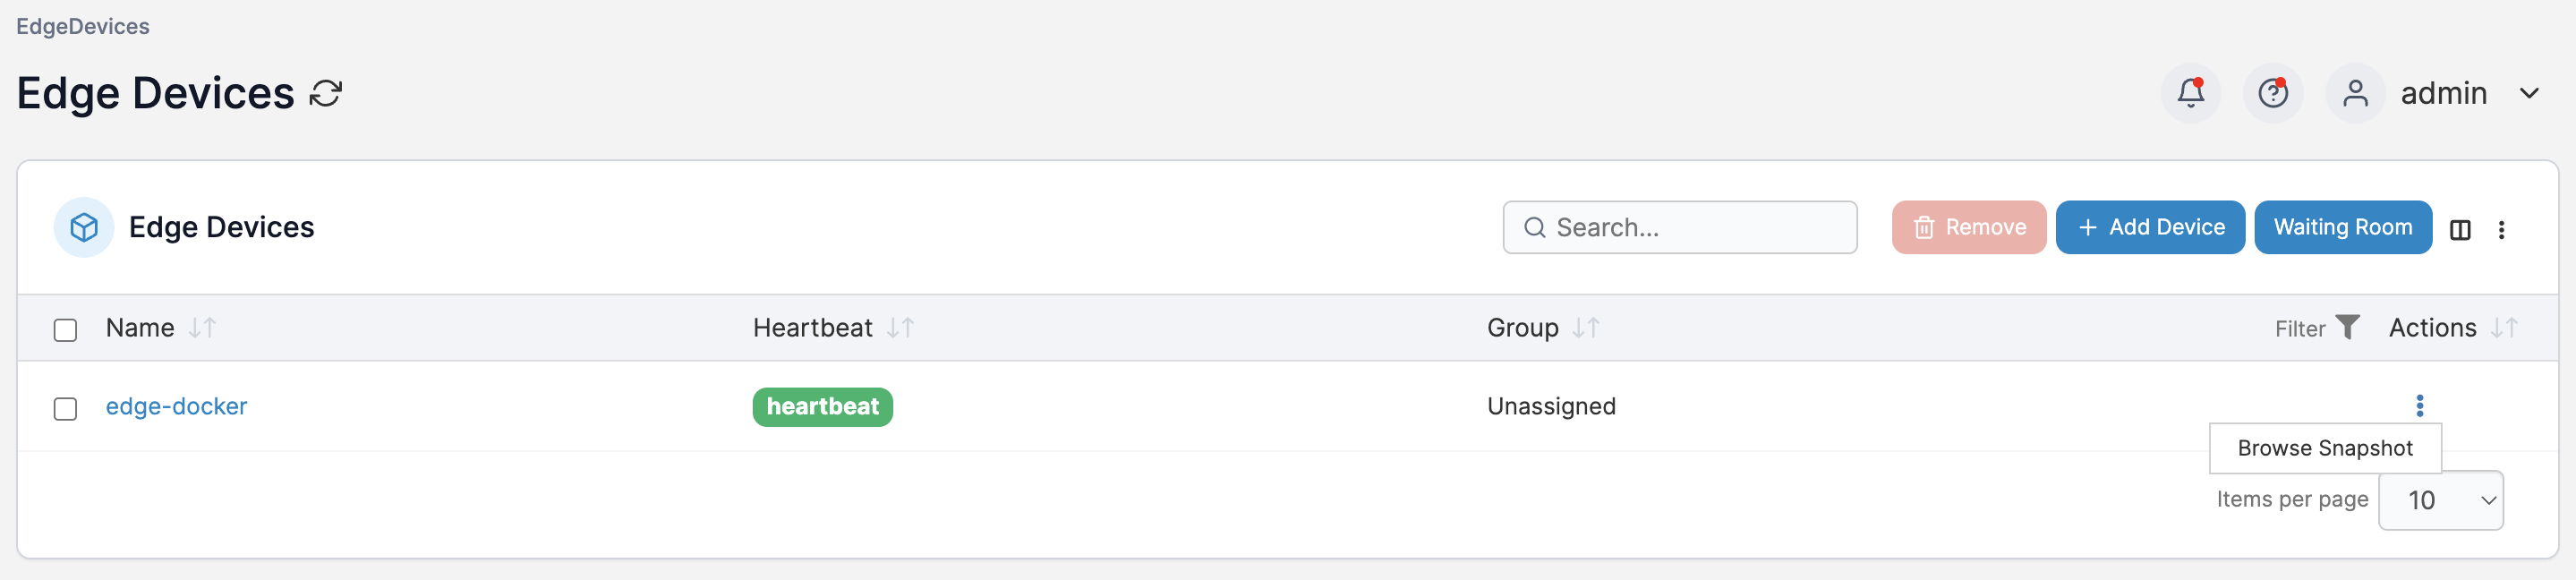 EdgeDevices
Edge Devices
admin
Edge Devices
Search...
Remove
Add Device
Waiting Room
Name
Heartbeat
Group
Filter
Actions
edge-docker
heartbeat
Unassigned
Browse Snapshot
Items per page
10